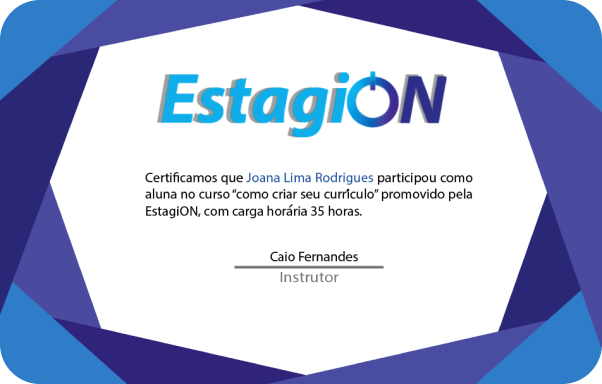 EstagiON
Certificamos que Joana Lima Rodrigues participou como
aluna no curso “como criar seu currículo” promovido pela
EstagiON, com carga horária 35 horas.
Caio Fernandes
Instrutor